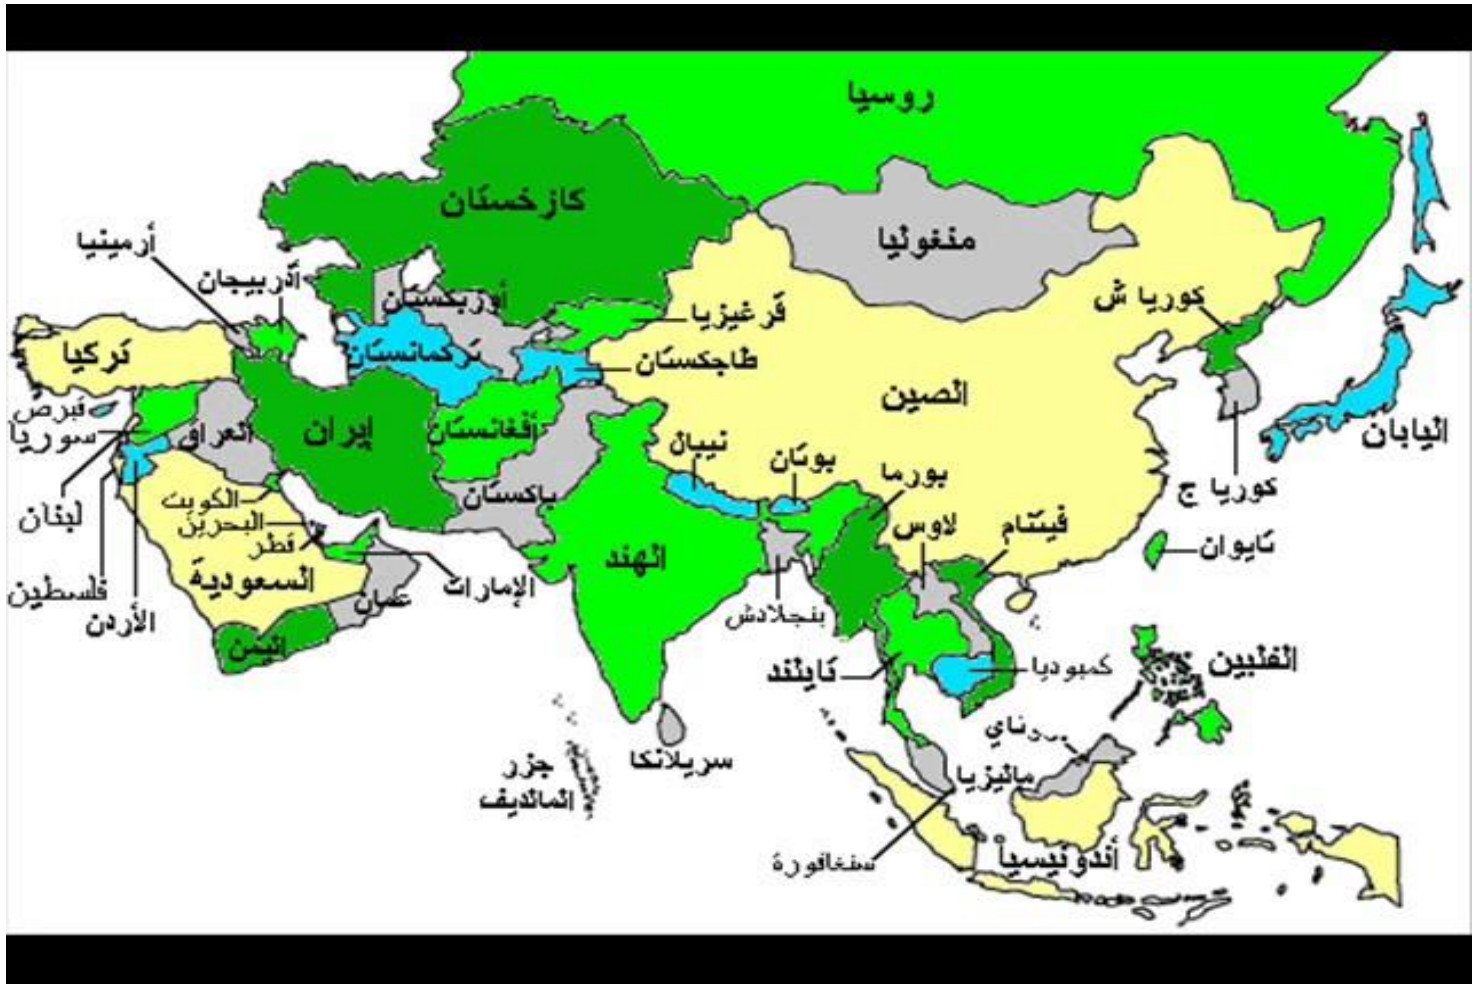 روسيا
كازخستان
منغوليا
أرمينيا
أذربيجان
أوزبكستان
كوريا ش
قرغيزيا
تركيا
تركمانستان
طاجكستان
الصين
قبرص
سوريا
العراق
إيران
أفغانستان
اليابان
نيبال
بوتان
بورما
باكستان
الكويت
كوريا ج
لبنان
البحرين
لاوس
فيتنام
قطر
تايوان
الهند
السعودية
الإمارات
فلسطين
عمان
الأردن
بنجلادش
اليمن
تايلند
كمبوديا
الفلبين
سريلانكا
جزر
المالديف
ماليزيا
سنغافورة
أندونيسيا